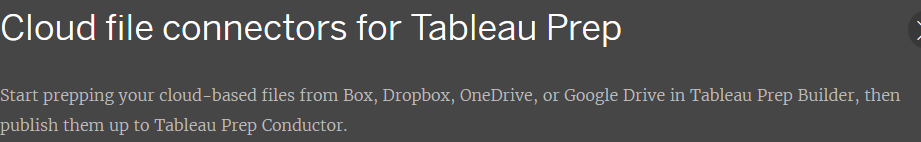 Cloud file connectors for Tableau Prep
Start prepping your cloud-based files from Box, Dropbox, OneDrive, or Google Drive in Tableau Prep Builder, then
publish them up to Tableau Prep Conductor.